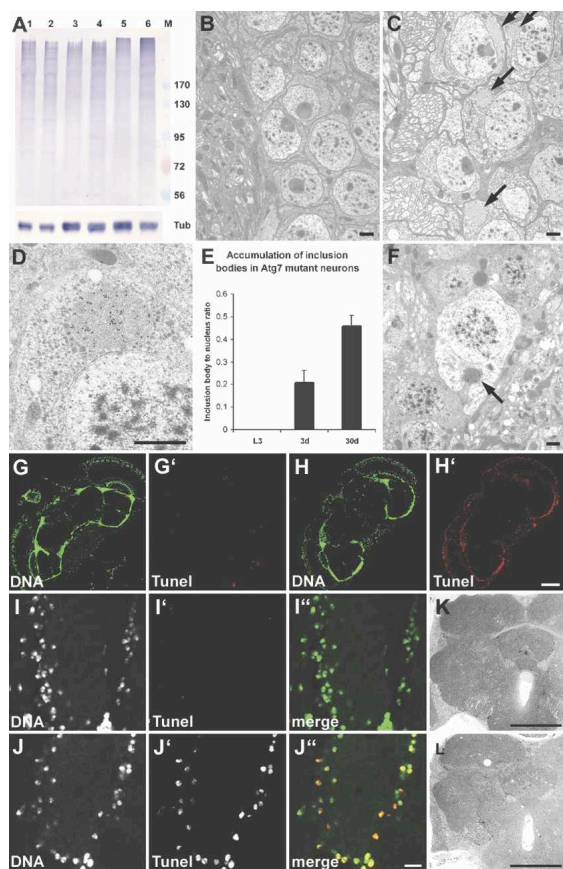 A
1 2 3 4 5 6 M
170
130
95
72
56
Tub
B
C
D
E
Accumulation of inclusion
bodies in Atg7 mutant neurons
Inclusion body to nucleus ratio
0.6
0.5
0.4
0.3
0.2
0.1
0
L3 3d 30d
F
G
DNA
G'
Tunel
H
DNA
H'
Tunel
I
DNA
I'
Tunel
I"
merge
K
J
DNA
J'
Tunel
J"
merge
L